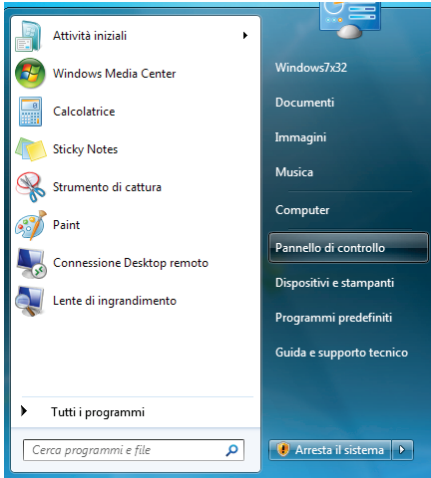 Attività iniziali
Windows Media Center
Calcolatrice
Sticky Notes
Strumento di cattura
Paint
Connessione Desktop remoto
Lente di ingrandimento
Tutti i programmi
Cerca programmi e file
Windows7x32
Documenti
Immagini
Musica
Computer
Pannello di controllo
Dispositivi e stampanti
Programmi predefiniti
Guida e supporto tecnico
Arresta il sistema